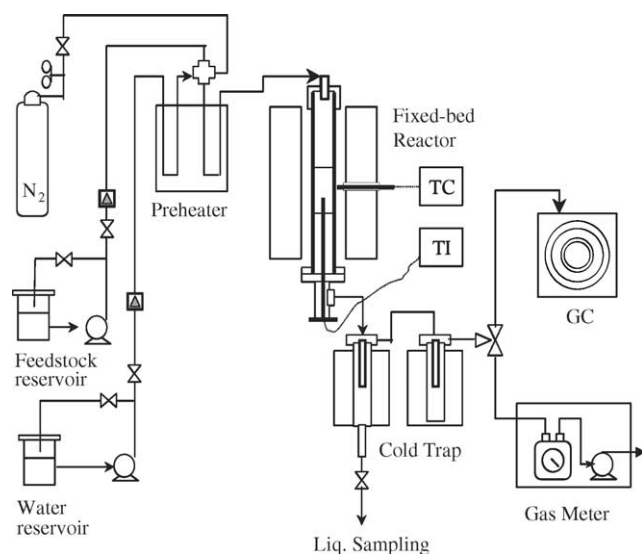 N2
Preheater
Fixed-bed
Reactor
TC
TI
GC
Feedstock
reservoir
Water
reservoir
Cold Trap
Gas Meter
Liq. Sampling